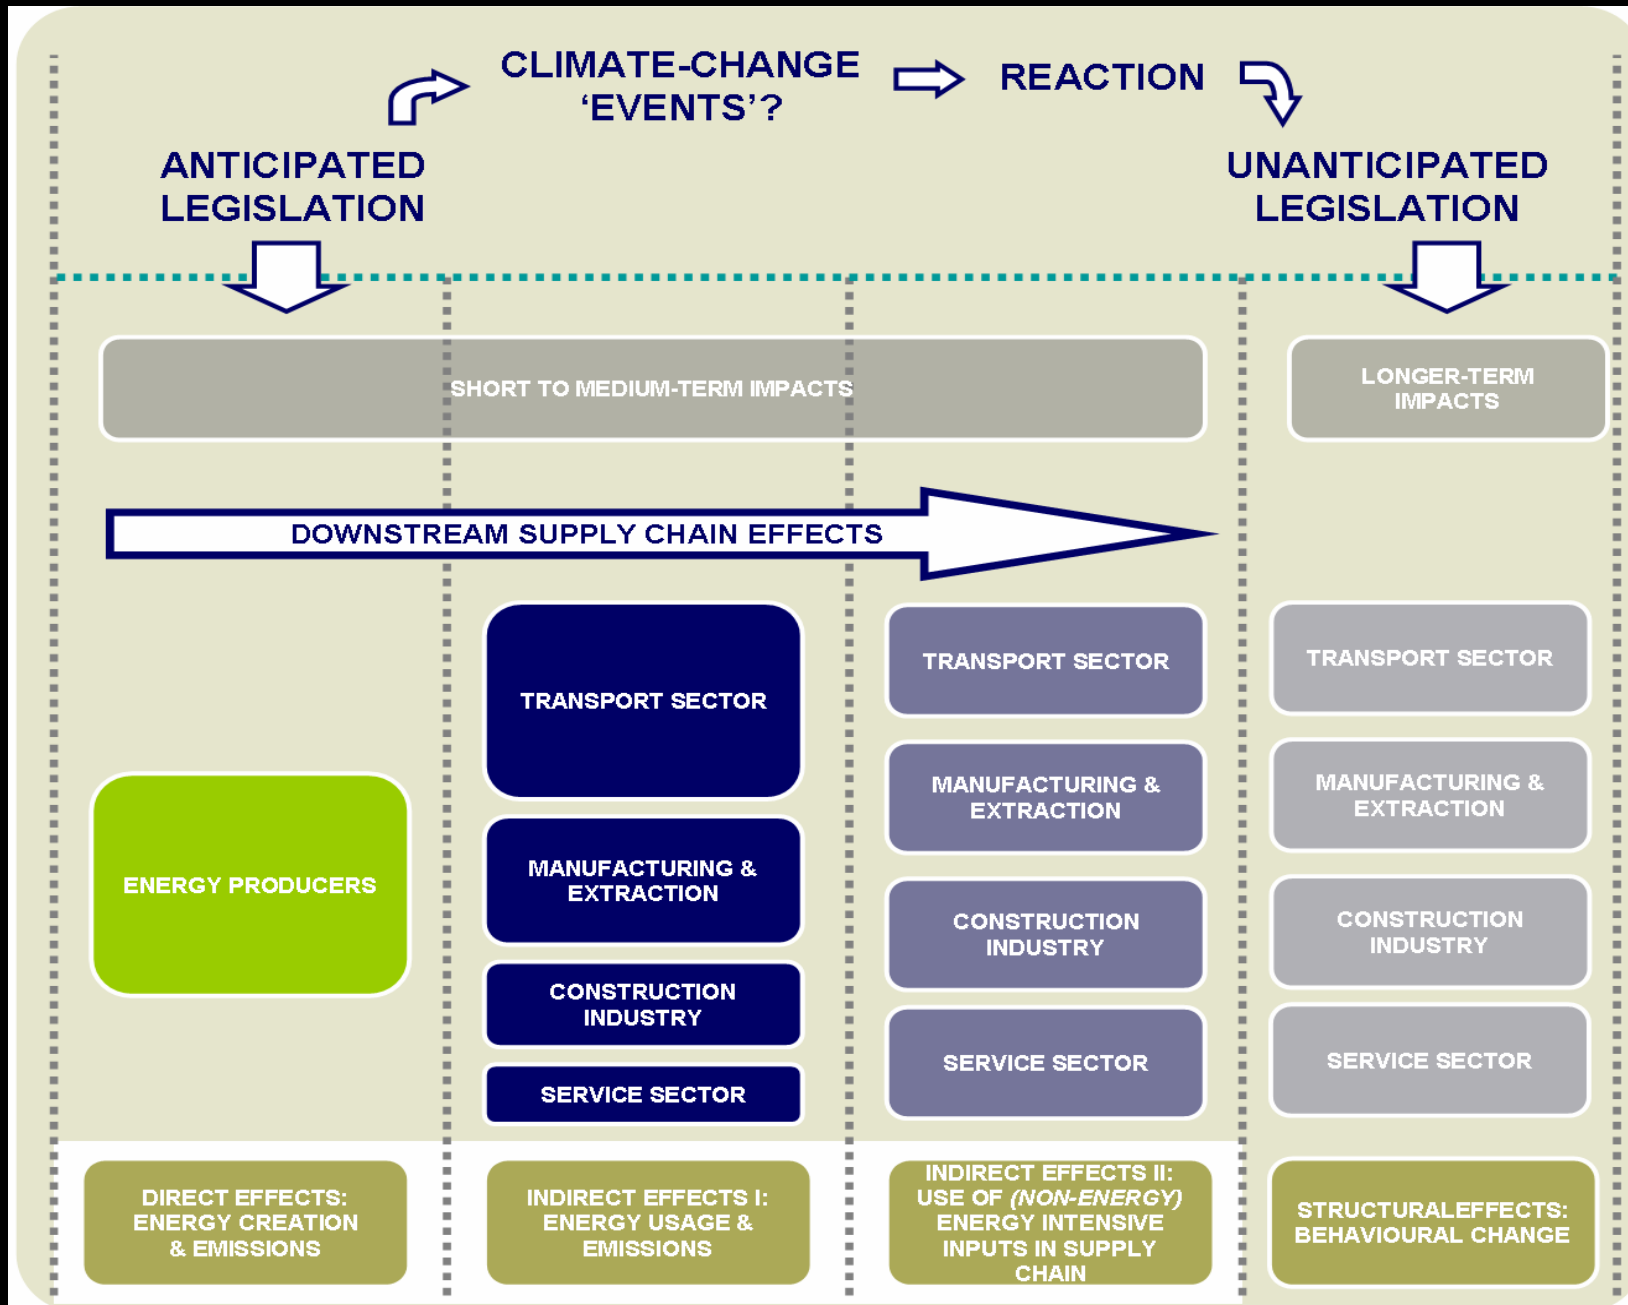 CLIMATE-CHANGE
‘EVENTS’?
REACTION
ANTICIPATED
LEGISLATION
UNANTICIPATED
LEGISLATION
SHORT TO MEDIUM-TERM IMPACTS
LONGER-TERM
IMPACTS
DOWNSTREAM SUPPLY CHAIN EFFECTS
ENERGY PRODUCERS
TRANSPORT SECTOR
MANUFACTURING &
EXTRACTION
CONSTRUCTION
INDUSTRY
SERVICE SECTOR
TRANSPORT SECTOR
MANUFACTURING &
EXTRACTION
CONSTRUCTION
INDUSTRY
SERVICE SECTOR
TRANSPORT SECTOR
MANUFACTURING &
EXTRACTION
CONSTRUCTION
INDUSTRY
SERVICE SECTOR
DIRECT EFFECTS:
ENERGY CREATION
& EMISSIONS
INDIRECT EFFECTS I:
ENERGY USAGE &
EMISSIONS
INDIRECT EFFECTS II:
USE OF (NON-ENERGY)
ENERGY INTENSIVE
INPUTS IN SUPPLY
CHAIN
STRUCTURALEFFECTS:
BEHAVIOURAL CHANGE